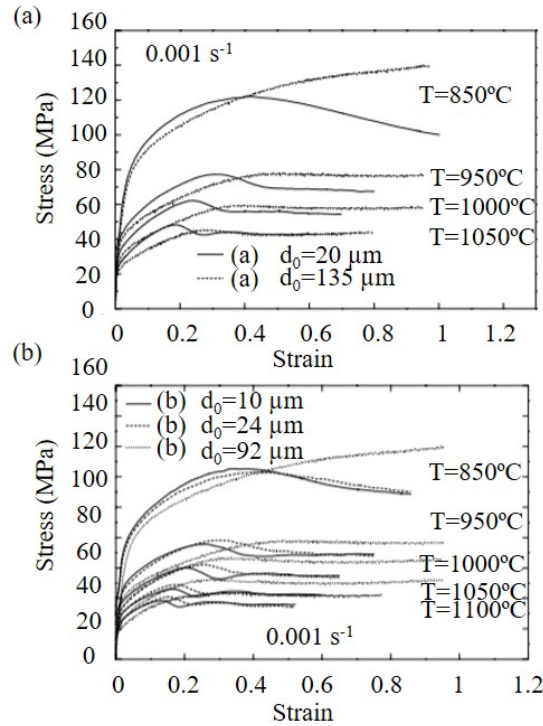 (a)
160
140
120
100
80
60
40
20
0
Stress (MPa)
0.001 s⁻¹
T=850ºC
T=950ºC
T=1000ºC
T=1050ºC
(a) d₀=20 µm
(a) d₀=135 µm
0 0.2 0.4 0.6 0.8 1 1.2
Strain
(b)
160
140
120
100
80
60
40
20
0
Stress (MPa)
(b) d₀=10 µm
(b) d₀=24 µm
(b) d₀=92 µm
T=850ºC
T=950ºC
T=1000ºC
T=1050ºC
T=1100ºC
0.001 s⁻¹
0 0.2 0.4 0.6 0.8 1 1.2
Strain